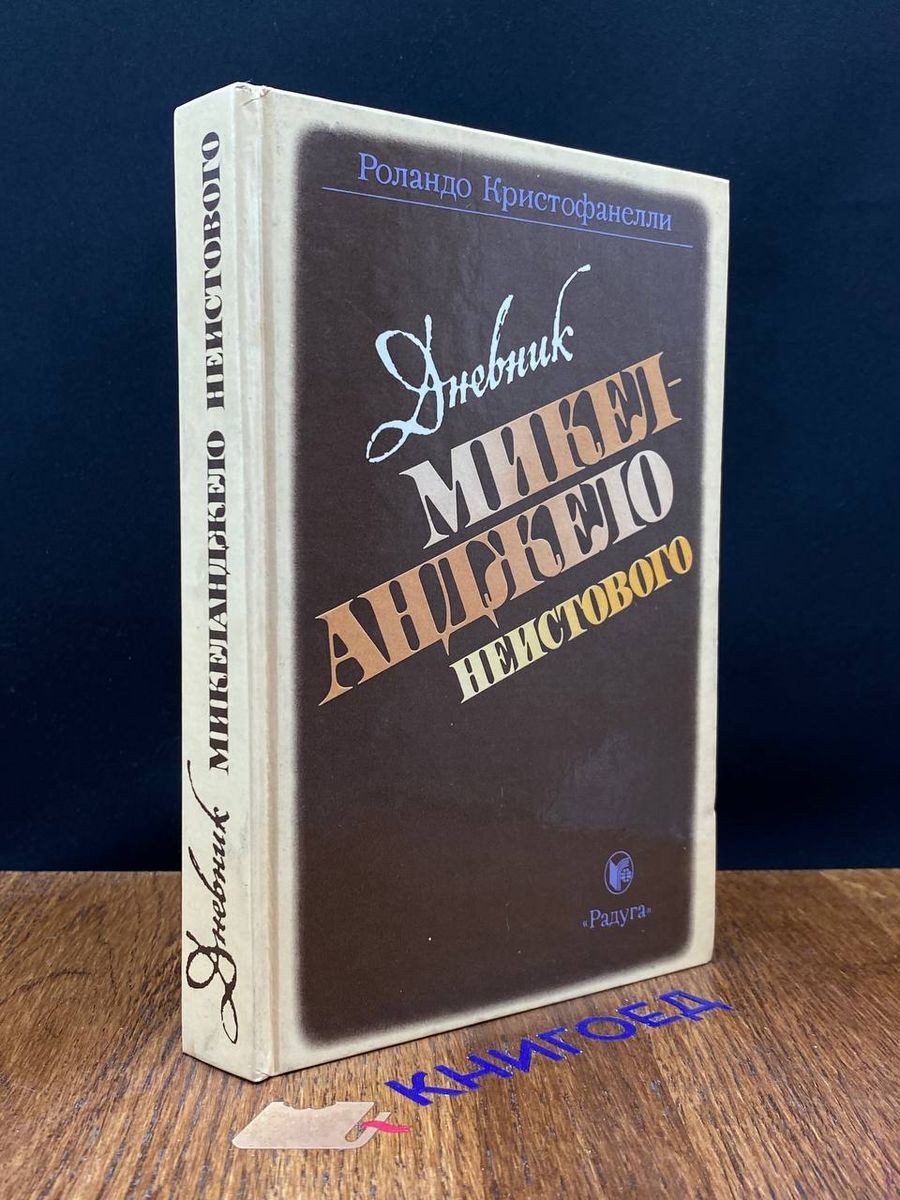 Роландо Кристофанелли
Дневник
МИКЕЛ-
АНДЖЕЛО
НЕИСТОВОГО
«Радуга»
Дневник МИКЕЛАНДЖЕЛО НЕИСТОВОГО
КНИГОЕД